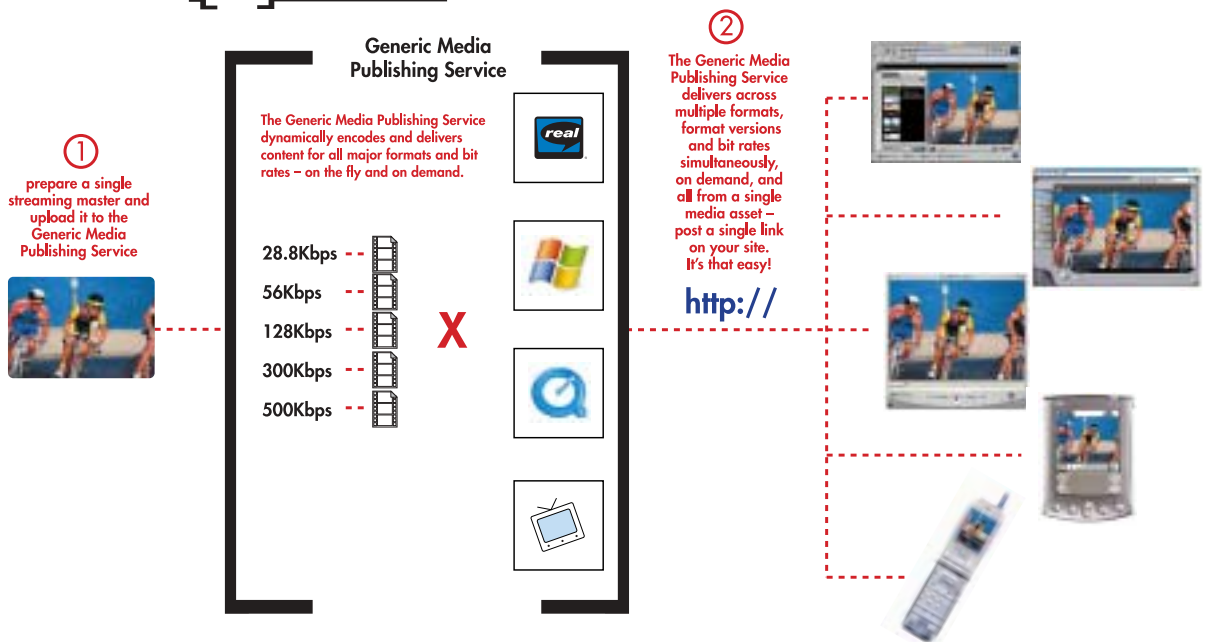 1
prepare a single
streaming master and
upload it to the
Generic Media
Publishing Service
Generic Media
Publishing Service
The Generic Media Publishing Service
dynamically encodes and delivers
content for all major formats and bit
rates – on the fly and on demand.
28.8Kbps
56Kbps
128Kbps
300Kbps
500Kbps
X
real
2
The Generic Media
Publishing Service
delivers across
multiple formats,
format versions
and bit rates
simultaneously,
on demand, and
all from a single
media asset –
post a single link
on your site.
It's that easy!
http://